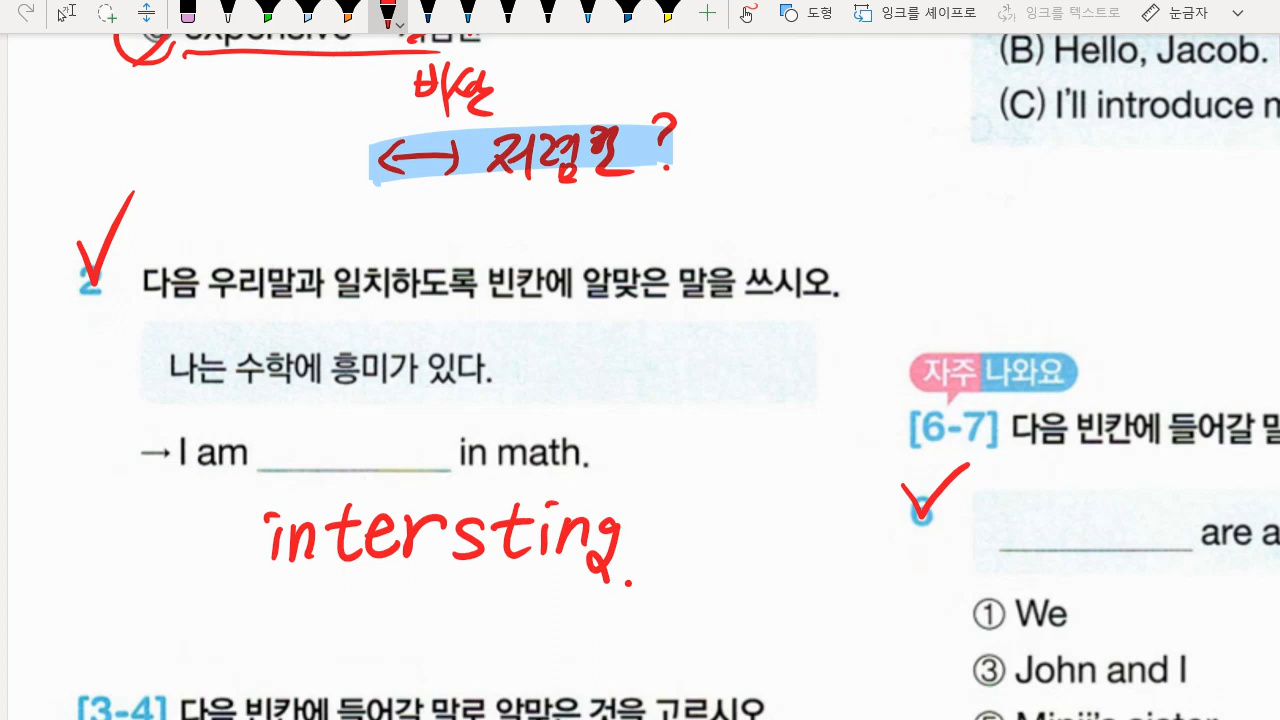 도형
잉크를 셰이프로
잉크를 텍스트로
눈금자
expensive
비싼
↔ 저렴한?
2 다음 우리말과 일치하도록 빈칸에 알맞은 말을 쓰시오.
나는 수학에 흥미가 있다.
→ I am __________ in math.
intersting.
[3-4] 다음 빈칸에 들어갈 말로 알맞은 것을 고르시오
(B) Hello, Jacob.
(C) I'll introduce
자주 나와요
[6-7] 다음 빈칸에 들어갈
6 __________ are
① We
③ John and I
⑤ Minji's sister